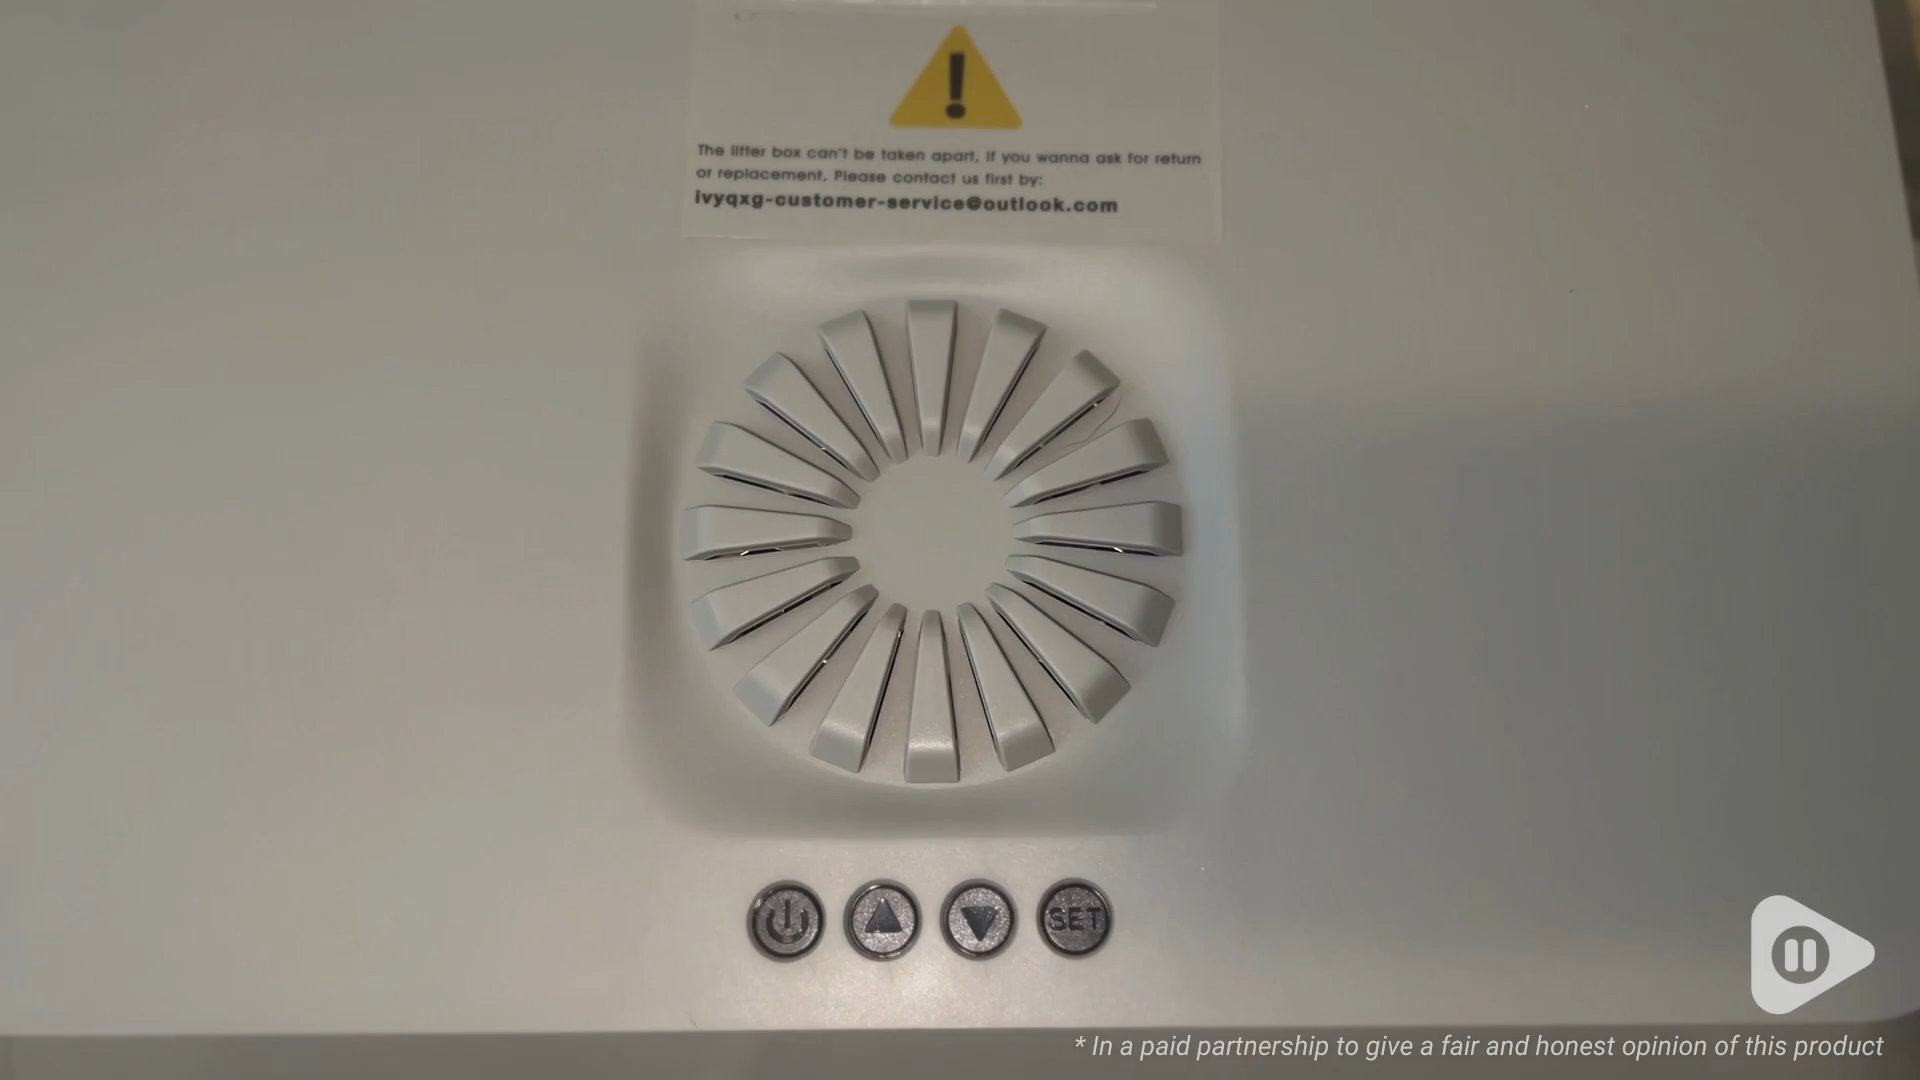 !
The litter box can't be taken apart, if you wanna ask for return
or replacement, Please contact us first by:
ivyqxg-customer-service@outlook.com
SET
* In a paid partnership to give a fair and honest opinion of this product